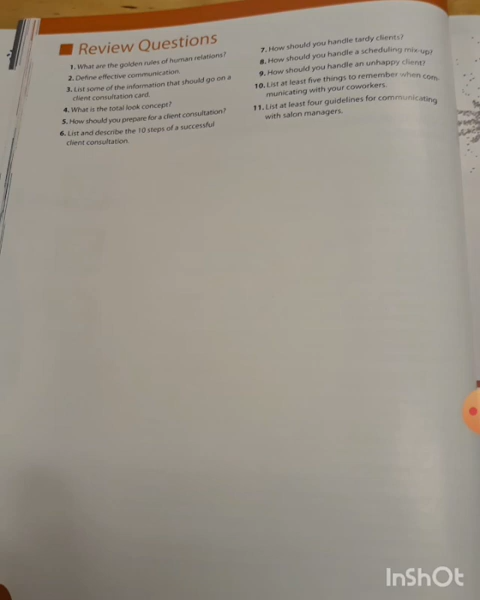 Review Questions
1. What are the golden rules of human relations?
2. Define effective communication.
3. List some of the information that should go on a
client consultation card.
4. What is the total look concept?
5. How should you prepare for a client consultation?
6. List and describe the 10 steps of a successful
client consultation.
7. How should you handle tardy clients?
8. How should you handle a scheduling mix-up?
9. How should you handle an unhappy client?
10. List at least five things to remember when com-
municating with your coworkers.
11. List at least four guidelines for communicating
with salon managers.
InShOt